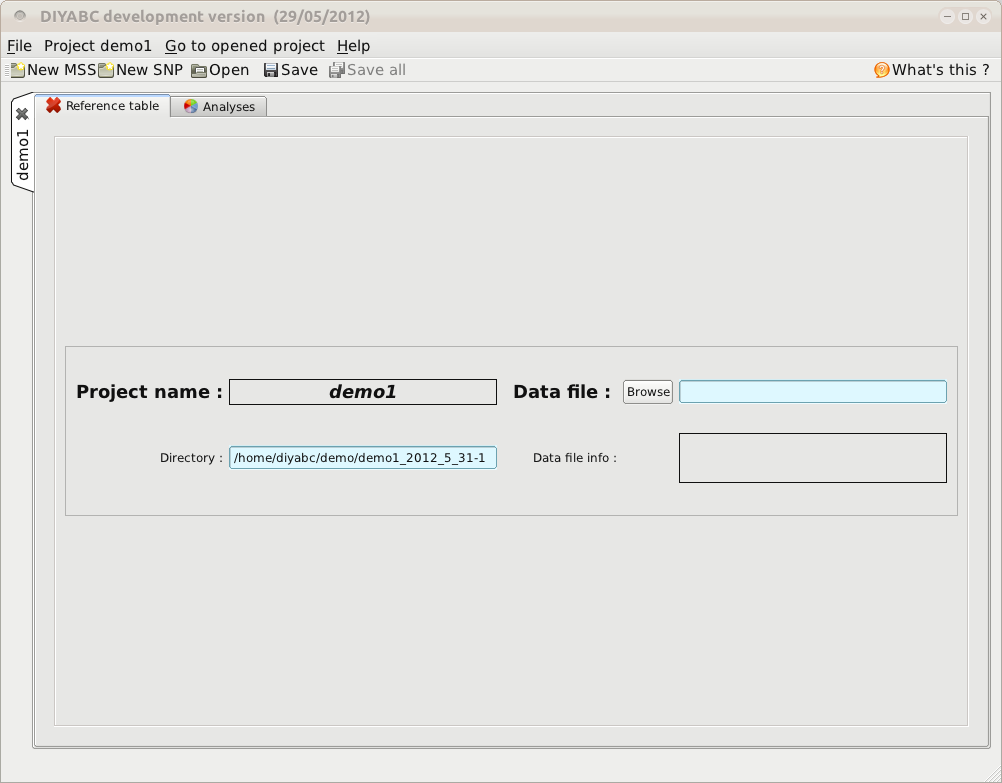 DIYABC development version (29/05/2012)
File Project demo1 Go to opened project Help
New MSS New SNP Open Save Save all What's this ?
demo1
Reference table Analyses
Project name : demo1 Data file : Browse
Directory : /home/diyabc/demo/demo1_2012_5_31-1 Data file info :